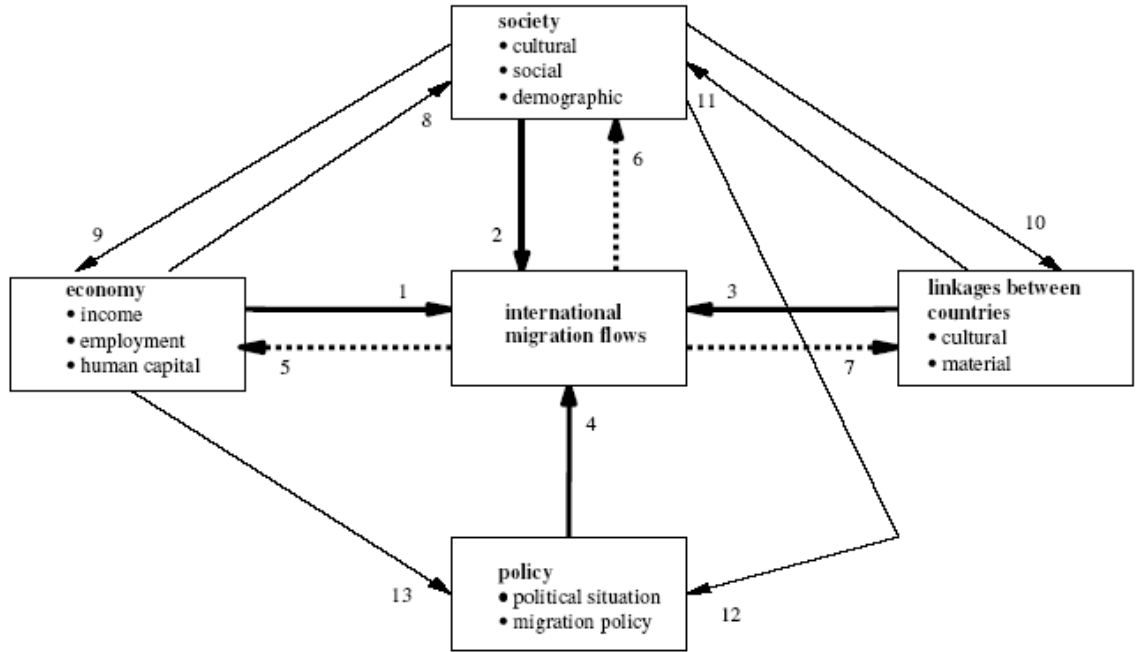 society
• cultural
• social
• demographic
11
8
6
9
2
10
economy
• income
• employment
• human capital
1
international
migration flows
3
linkages between
countries
• cultural
• material
5
7
4
policy
• political situation
• migration policy
13
12